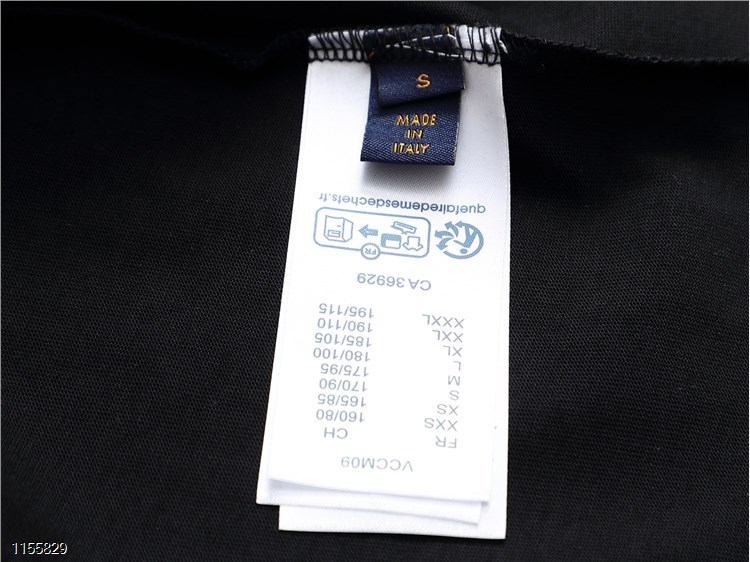 S
MADE
IN
ITALY
VCCM09
FR CH
XXS 160/80
XS 165/85
S 170/90
M 175/95
L 180/100
XL 185/105
XXL 190/110
XXXL 195/115
CA 36929
FR
quefairedemesdechets.fr
1155829